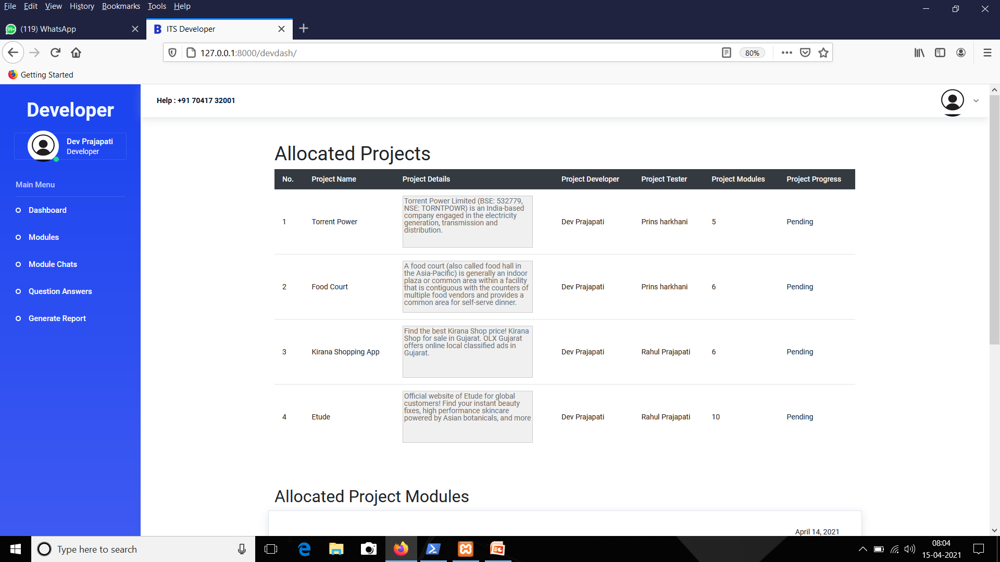 File Edit View History Bookmarks Tools Help
(119) WhatsApp
ITS Developer
127.0.0.1:8000/devdash/
80%
Getting Started
Developer
Dev Prajapati
Developer
Main Menu
Dashboard
Modules
Module Chats
Question Answers
Generate Report
Help : +91 70417 32001
Allocated Projects
No. Project Name Project Details Project Developer Project Tester Project Modules Project Progress
1 Torrent Power
Torrent Power Limited (BSE: 532779,
NSE: TORNTPOWR) is an India-based
company engaged in the electricity
generation, transmission and
distribution.
Dev Prajapati Prins harkhani 5 Pending
2 Food Court
A food court (also called food hall in
the Asia-Pacific) is generally an indoor
plaza or common area within a facility
that is contiguous with the counters of
multiple food vendors and provides a
common area for self-serve dinner.
Dev Prajapati Prins harkhani 6 Pending
3 Kirana Shopping App
Find the best Kirana Shop price! Kirana
Shop for sale in Gujarat. OLX Gujarat
offers online local classified ads in
Gujarat.
Dev Prajapati Rahul Prajapati 6 Pending
4 Etude
Official website of Etude for global
customers! Find your instant beauty
fixes, high performance skincare
powered by Asian botanicals, and more
Dev Prajapati Rahul Prajapati 10 Pending
Allocated Project Modules
April 14, 2021
Type here to search
08:04
15-04-2021